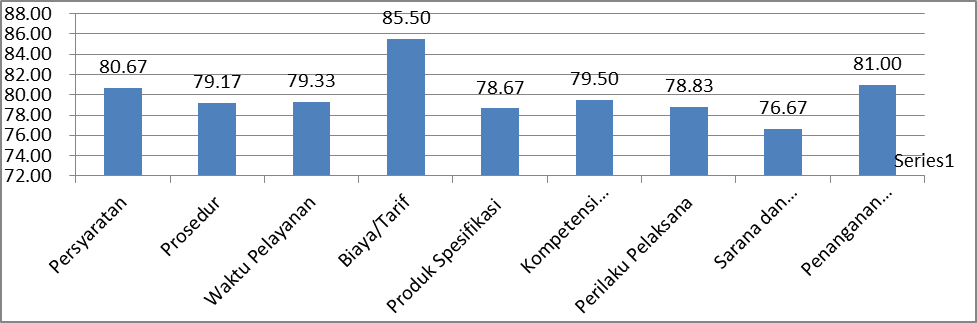 88.00
86.00
84.00
82.00
80.00
78.00
76.00
74.00
72.00
80.67
79.17
79.33
85.50
78.67
79.50
78.83
76.67
81.00
Series1
Persyaratan
Prosedur
Waktu Pelayanan
Biaya/Tarif
Produk Spesifikasi
Kompetensi...
Perilaku Pelaksana
Sarana dan...
Penanganan...